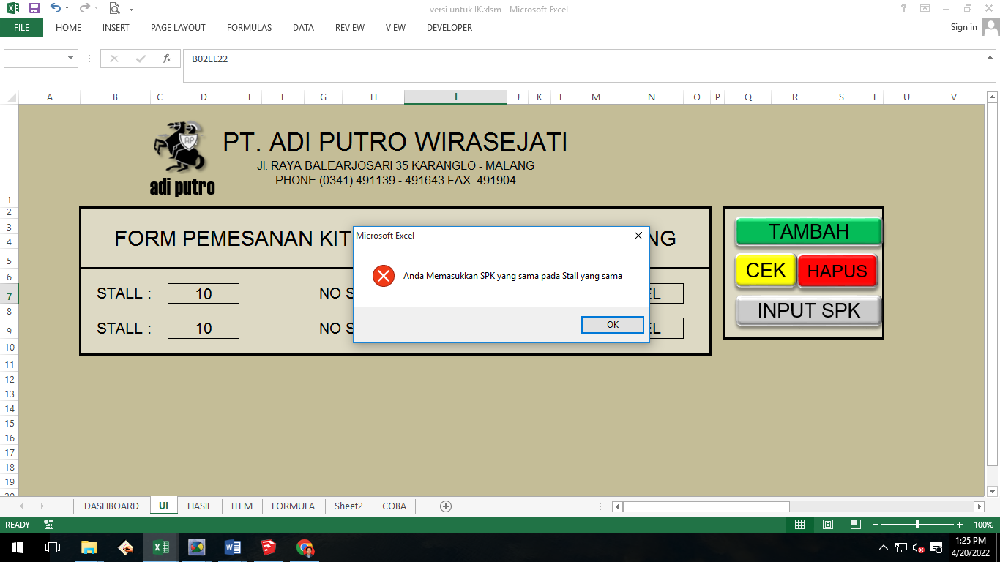 versi untuk IK.xlsm - Microsoft Excel
?
FILE HOME INSERT PAGE LAYOUT FORMULAS DATA REVIEW VIEW DEVELOPER Sign in
fx B02EL22
A B C D E F G H I J K L M N O P Q R S T U V
AP
adi putro
PT. ADI PUTRO WIRASEJATI
Jl. RAYA BALEARJOSARI 35 KARANGLO - MALANG
PHONE (0341) 491139 - 491643 FAX. 491904
1
2
3
4
5
6
7
8
9
10
11
12
13
14
15
16
17
18
19
20
FORM PEMESANAN KIT NG
STALL : 10 NO S EL
STALL : 10 NO S EL
Microsoft Excel
Anda Memasukkan SPK yang sama pada Stall yang sama
OK
TAMBAH
CEK HAPUS
INPUT SPK
DASHBOARD UI HASIL ITEM FORMULA Sheet2 COBA
READY 100%
1:25 PM
4/20/2022